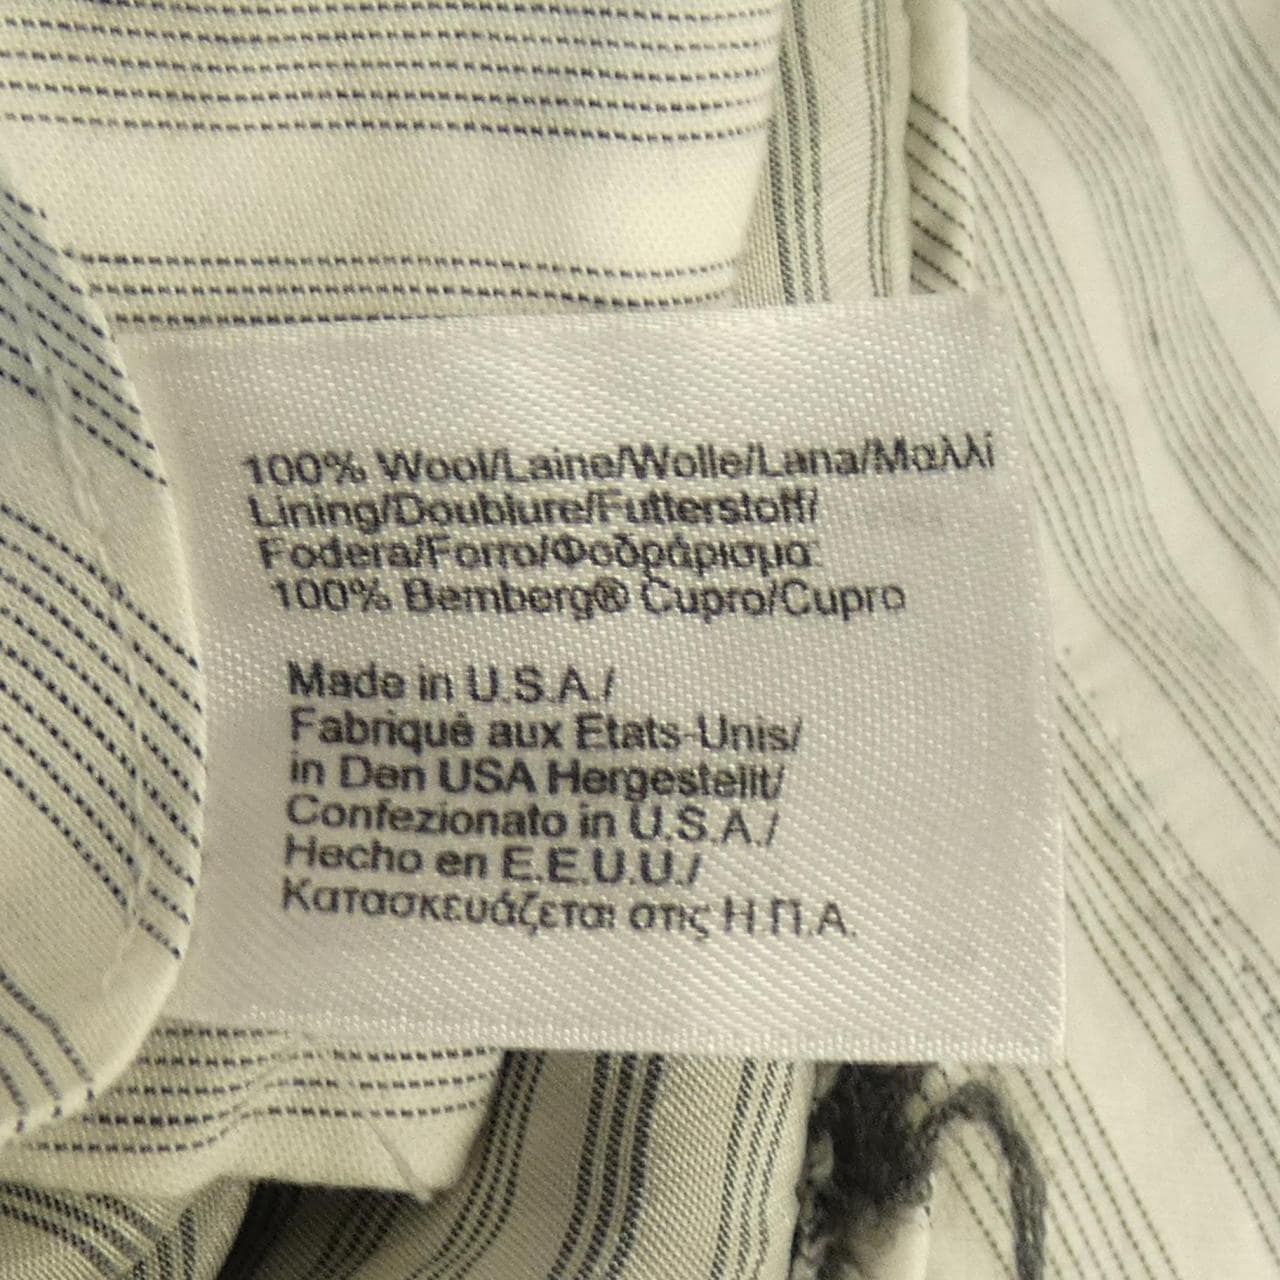 100% Wool/Laine/Wolle/Lana/Μαλλί
Lining/Doublure/Futterstoff/
Fodera/Forro/Φοδράρισμα:
100% Bemberg® Cupro/Cupro
Made in U.S.A./
Fabriqué aux Etats-Unis/
in Den USA Hergestellt/
Confezionato in U.S.A./
Hecho en E.E.U.U./
Κατασκευάζεται στις Η.Π.Α.